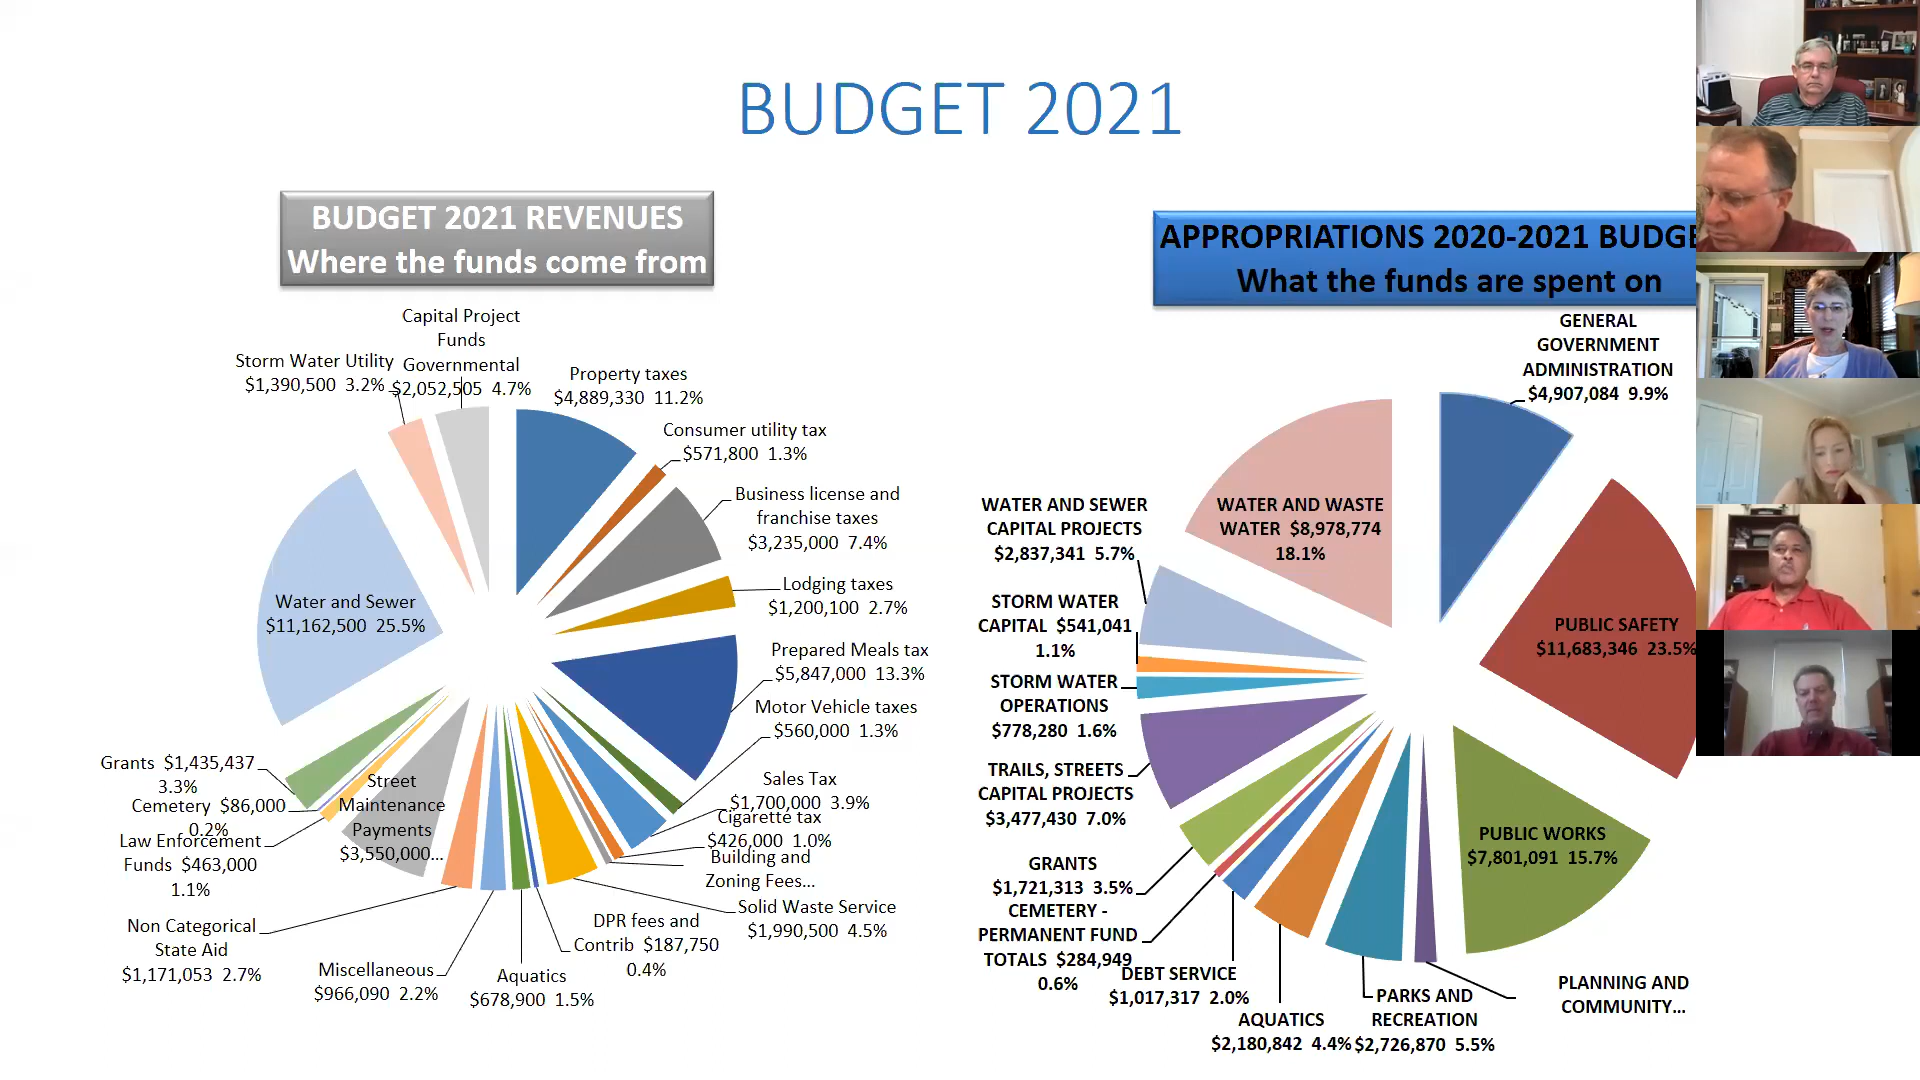 BUDGET 2021
BUDGET 2021 REVENUES
Where the funds come from
Capital Project
Funds
Governmental
$2,052,505 4.7%
Storm Water Utility
$1,390,500 3.2%
Property taxes
$4,889,330 11.2%
Consumer utility tax
$571,800 1.3%
Business license and
franchise taxes
$3,235,000 7.4%
Lodging taxes
$1,200,100 2.7%
Prepared Meals tax
$5,847,000 13.3%
Motor Vehicle taxes
$560,000 1.3%
Sales Tax
$1,700,000 3.9%
Cigarette tax
$426,000 1.0%
Building and
Zoning Fees...
Solid Waste Service
$1,990,500 4.5%
DPR fees and
Contrib $187,750
0.4%
Aquatics
$678,900 1.5%
Miscellaneous
$966,090 2.2%
Non Categorical
State Aid
$1,171,053 2.7%
Street
Maintenance
Payments
$3,550,000...
Law Enforcement
Funds $463,000
1.1%
Cemetery $86,000
0.2%
Grants $1,435,437
3.3%
Water and Sewer
$11,162,500 25.5%
APPROPRIATIONS 2020-2021
What the funds are spent on
GENERAL
GOVERNMENT
ADMINISTRATION
$4,907,084 9.9%
PUBLIC SAFETY
$11,683,346 23.5%
PUBLIC WORKS
$7,801,091 15.7%
PLANNING AND
COMMUNITY...
PARKS AND
RECREATION
$2,726,870 5.5%
AQUATICS
$2,180,842 4.4%
DEBT SERVICE
$1,017,317 2.0%
CEMETERY -
PERMANENT FUND
TOTALS $284,949
0.6%
GRANTS
$1,721,313 3.5%
TRAILS, STREETS
CAPITAL PROJECTS
$3,477,430 7.0%
STORM WATER
OPERATIONS
$778,280 1.6%
STORM WATER
CAPITAL $541,041
1.1%
WATER AND SEWER
CAPITAL PROJECTS
$2,837,341 5.7%
WATER AND WASTE
WATER $8,978,774
18.1%